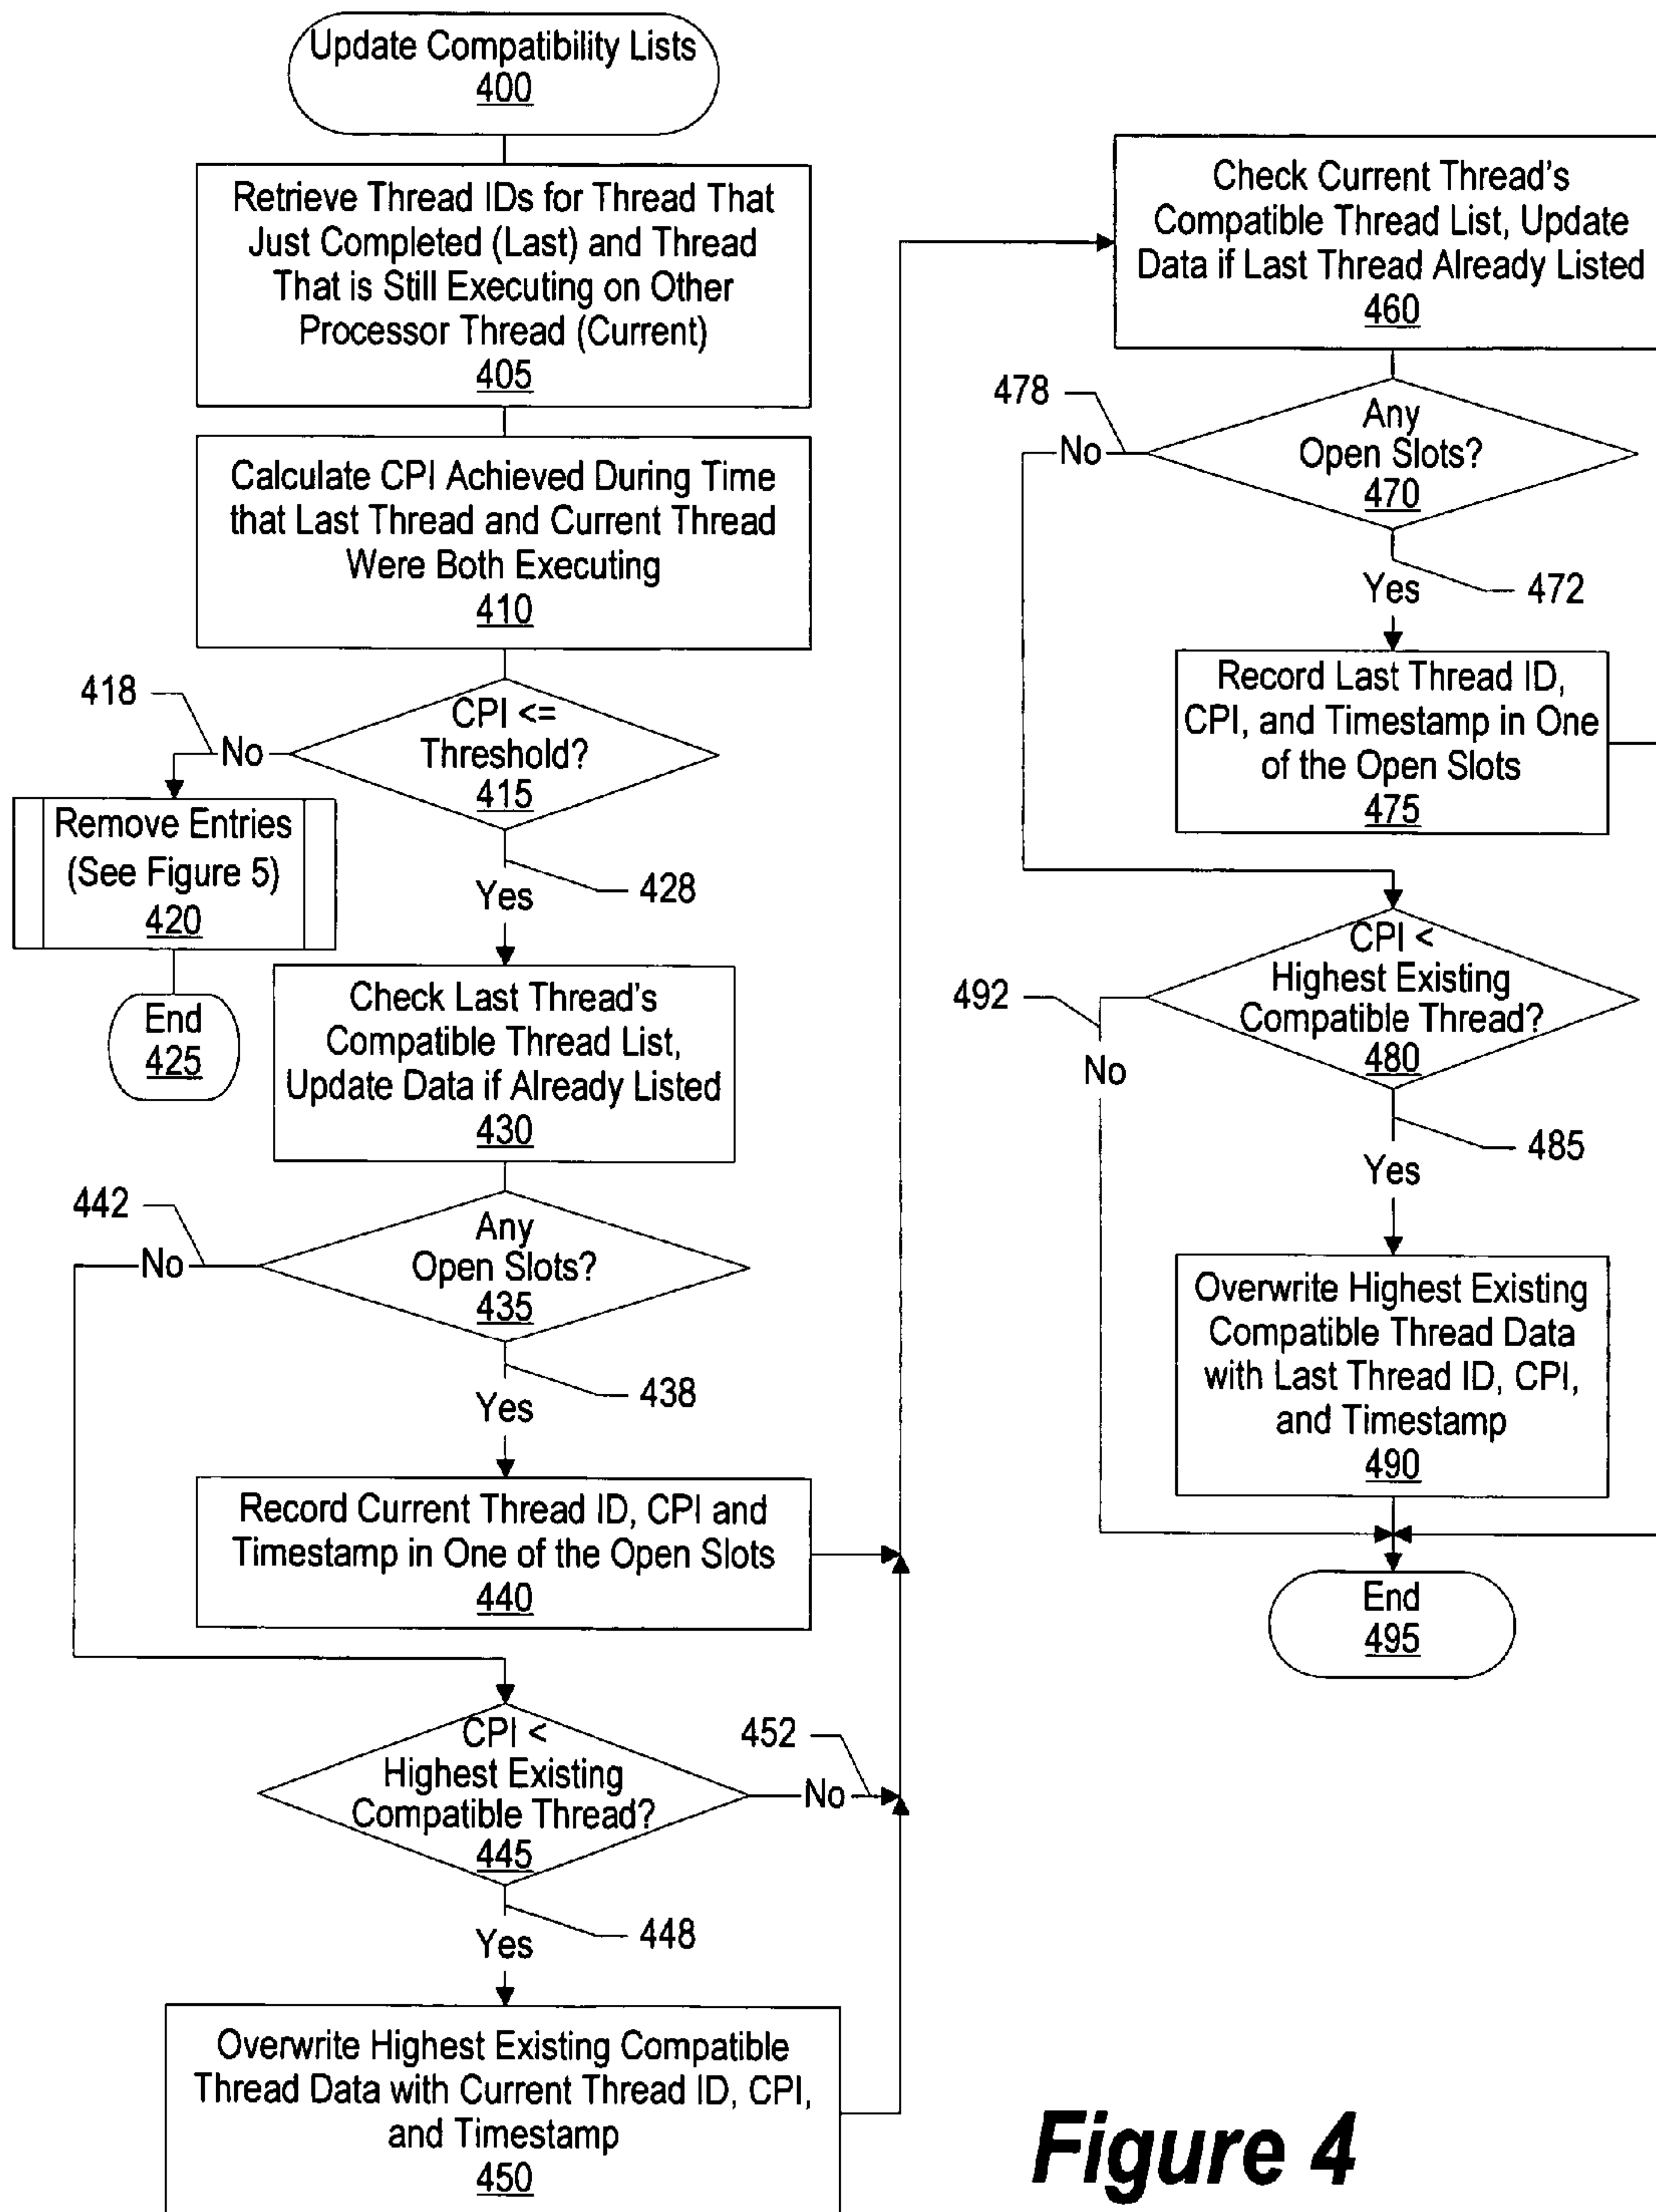 Update Compatibility Lists
400
Retrieve Thread IDs for Thread That
Just Completed (Last) and Thread
That is Still Executing on Other
Processor Thread (Current)
405
Calculate CPI Achieved During Time
that Last Thread and Current Thread
Were Both Executing
410
418
No
CPI <=
Threshold?
415
Remove Entries
(See Figure 5)
420
End
425
428
Yes
Check Last Thread's
Compatible Thread List,
Update Data if Already Listed
430
442
No
Any
Open Slots?
435
438
Yes
Record Current Thread ID, CPI and
Timestamp in One of the Open Slots
440
CPI <
Highest Existing
Compatible Thread?
445
452
No
448
Yes
Overwrite Highest Existing Compatible
Thread Data with Current Thread ID, CPI,
and Timestamp
450
Check Current Thread's
Compatible Thread List, Update
Data if Last Thread Already Listed
460
478
No
Any
Open Slots?
470
472
Yes
Record Last Thread ID,
CPI, and Timestamp in One
of the Open Slots
475
CPI <
Highest Existing
Compatible Thread?
480
492
No
485
Yes
Overwrite Highest Existing
Compatible Thread Data
with Last Thread ID, CPI,
and Timestamp
490
End
495
Figure 4